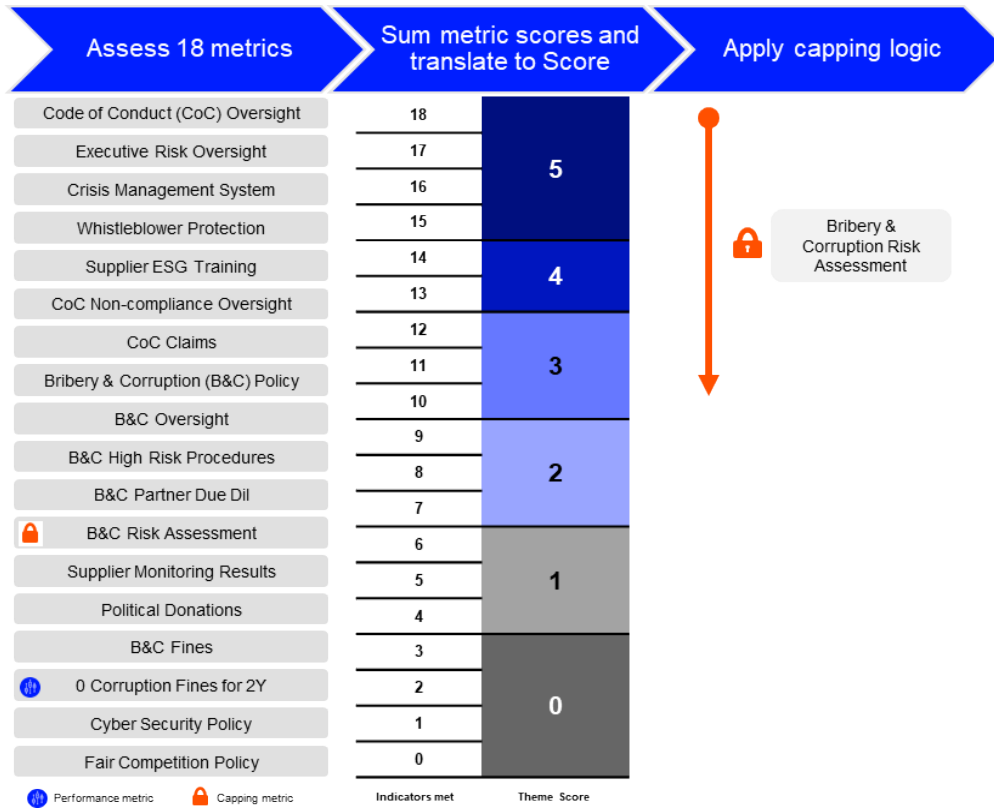 Assess 18 metrics
Sum metric scores and
translate to Score
Apply capping logic
Code of Conduct (CoC) Oversight
Executive Risk Oversight
Crisis Management System
Whistleblower Protection
Supplier ESG Training
CoC Non-compliance Oversight
CoC Claims
Bribery & Corruption (B&C) Policy
B&C Oversight
B&C High Risk Procedures
B&C Partner Due Dil
B&C Risk Assessment
Supplier Monitoring Results
Political Donations
B&C Fines
0 Corruption Fines for 2Y
Cyber Security Policy
Fair Competition Policy
18
17
16
15
14
13
12
11
10
9
8
7
6
5
4
3
2
1
0
5
4
3
2
1
0
Bribery &
Corruption Risk
Assessment
Performance metric
Capping metric
Indicators met
Theme Score